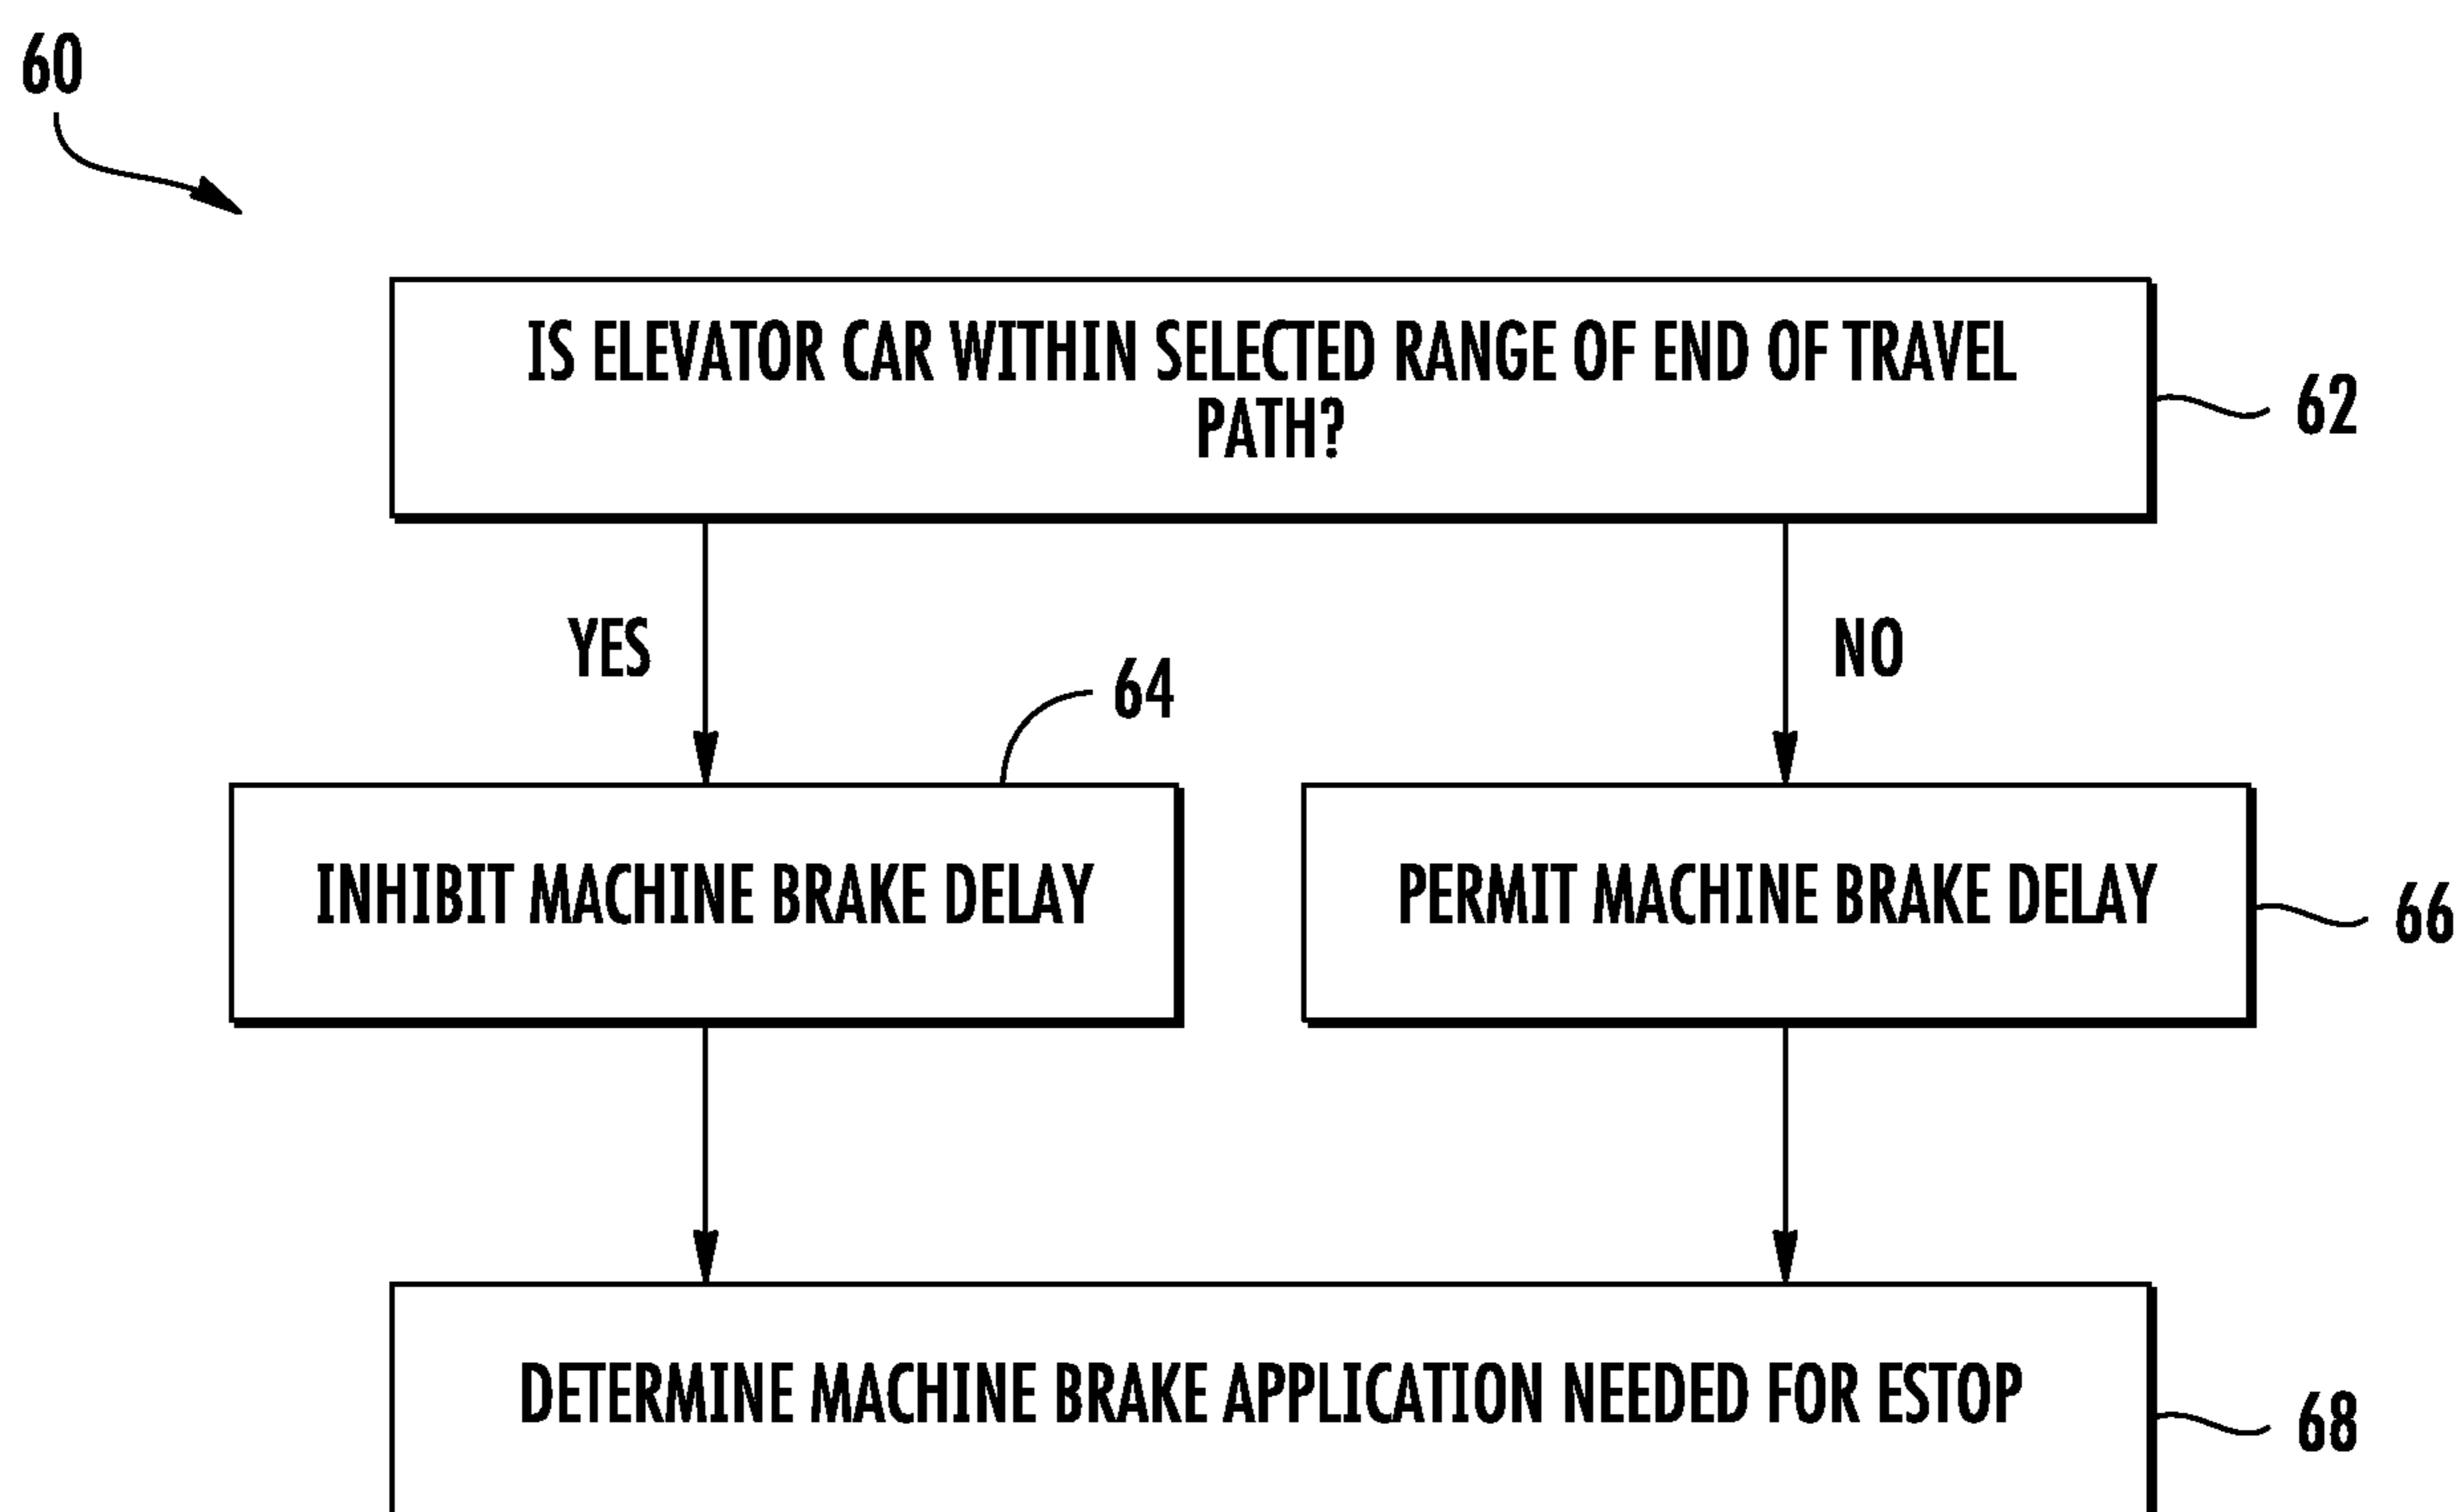 60
IS ELEVATOR CAR WITHIN SELECTED RANGE OF END OF TRAVEL
PATH?
62
YES
NO
64
INHIBIT MACHINE BRAKE DELAY
PERMIT MACHINE BRAKE DELAY
66
DETERMINE MACHINE BRAKE APPLICATION NEEDED FOR ESTOP
68